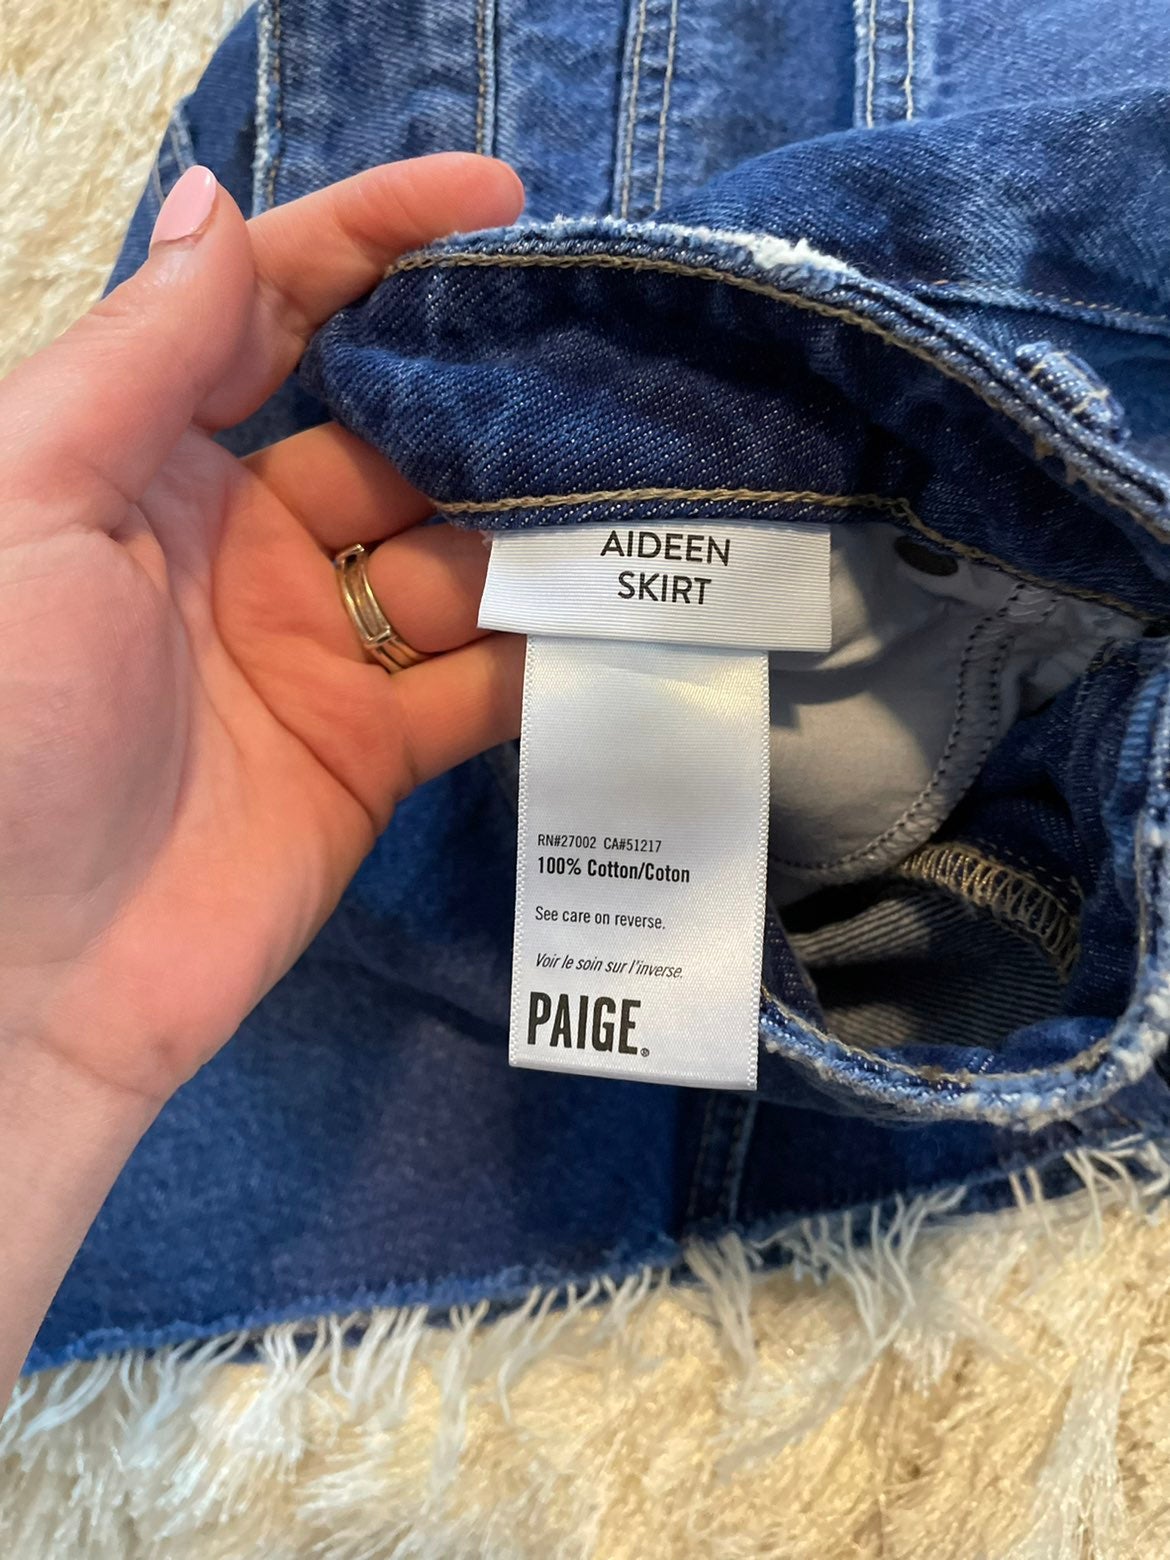 AIDEEN
SKIRT
RN#27002 CA#51217
100% Cotton/Coton
See care on reverse.
Voir le soin sur l'inverse.
PAIGE®